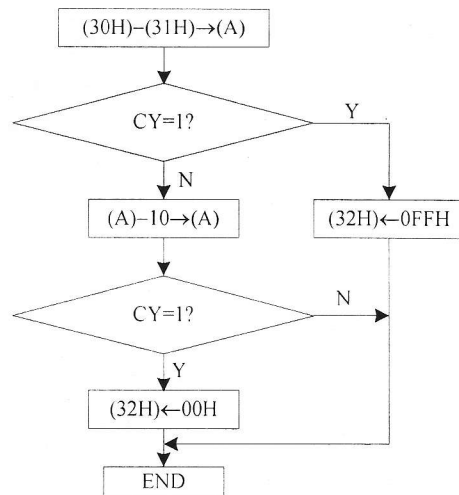 (30H)−(31H)→(A)
CY=1?
Y
N
(A)−10→(A)
(32H)←0FFH
CY=1?
N
Y
(32H)←00H
END